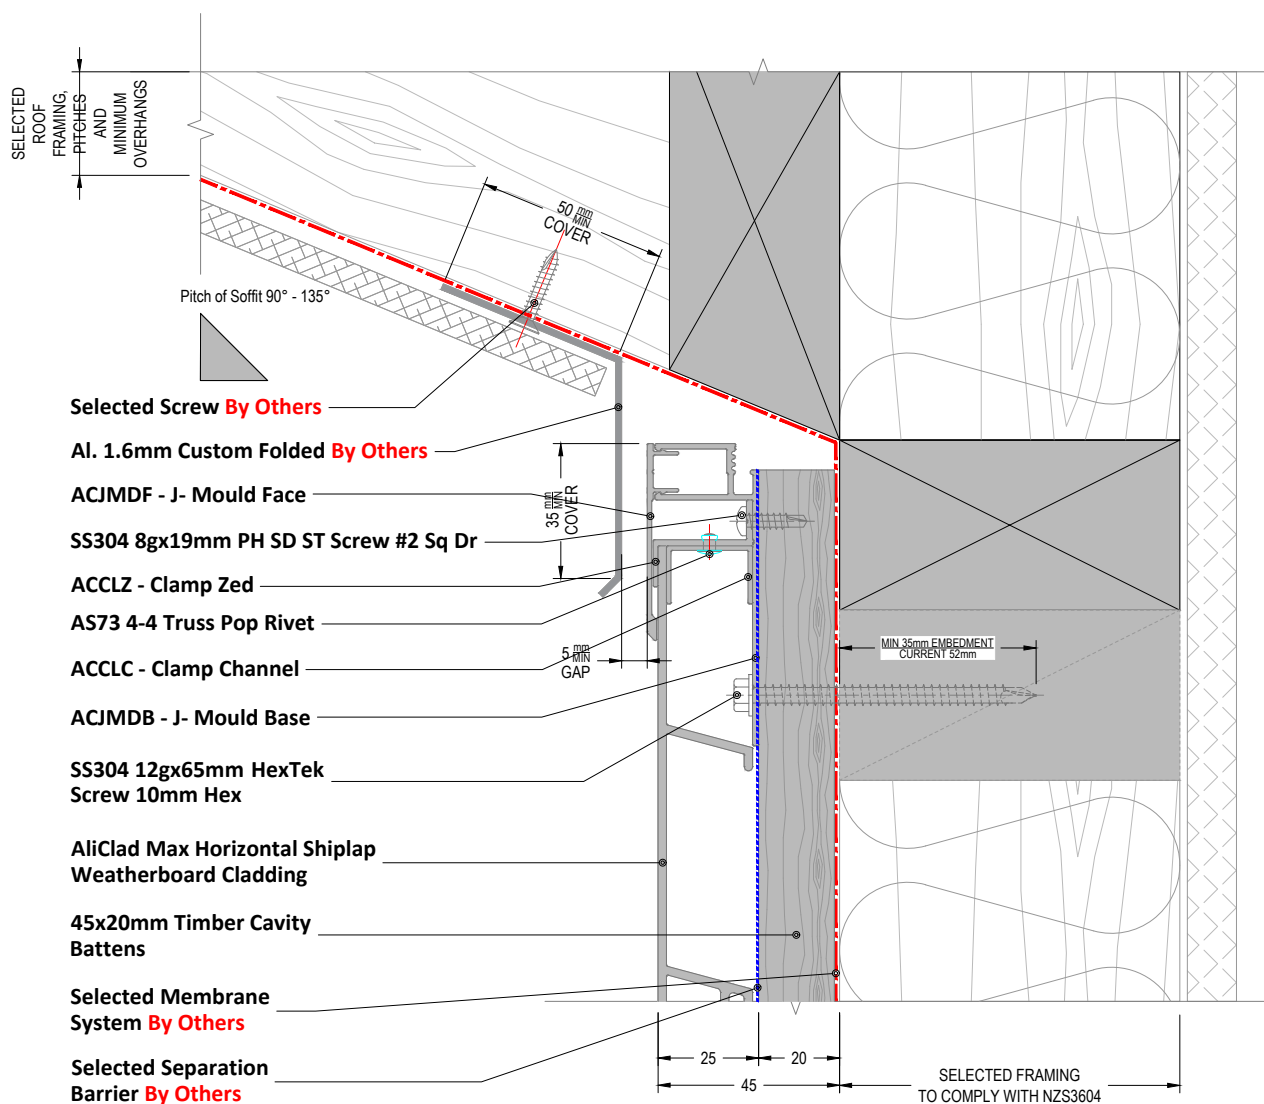 SELECTED
ROOF
FRAMING,
PITCHES
AND
MINIMUM
OVERHANGS
50 mm MIN
COVER
Pitch of Soffit 90° - 135°
Selected Screw By Others
Al. 1.6mm Custom Folded By Others
ACJMDF - J- Mould Face
35 mm MIN
COVER
SS304 8gx19mm PH SD ST Screw #2 Sq Dr
ACCLZ - Clamp Zed
AS73 4-4 Truss Pop Rivet
ACCLC - Clamp Channel
5 mm MIN
GAP
MIN 35mm EMBEDMENT
CURRENT 52mm
ACJMDB - J- Mould Base
SS304 12gx65mm HexTek
Screw 10mm Hex
AliClad Max Horizontal Shiplap
Weatherboard Cladding
45x20mm Timber Cavity
Battens
Selected Membrane
System By Others
Selected Separation
Barrier By Others
25
20
45
SELECTED FRAMING
TO COMPLY WITH NZS3604